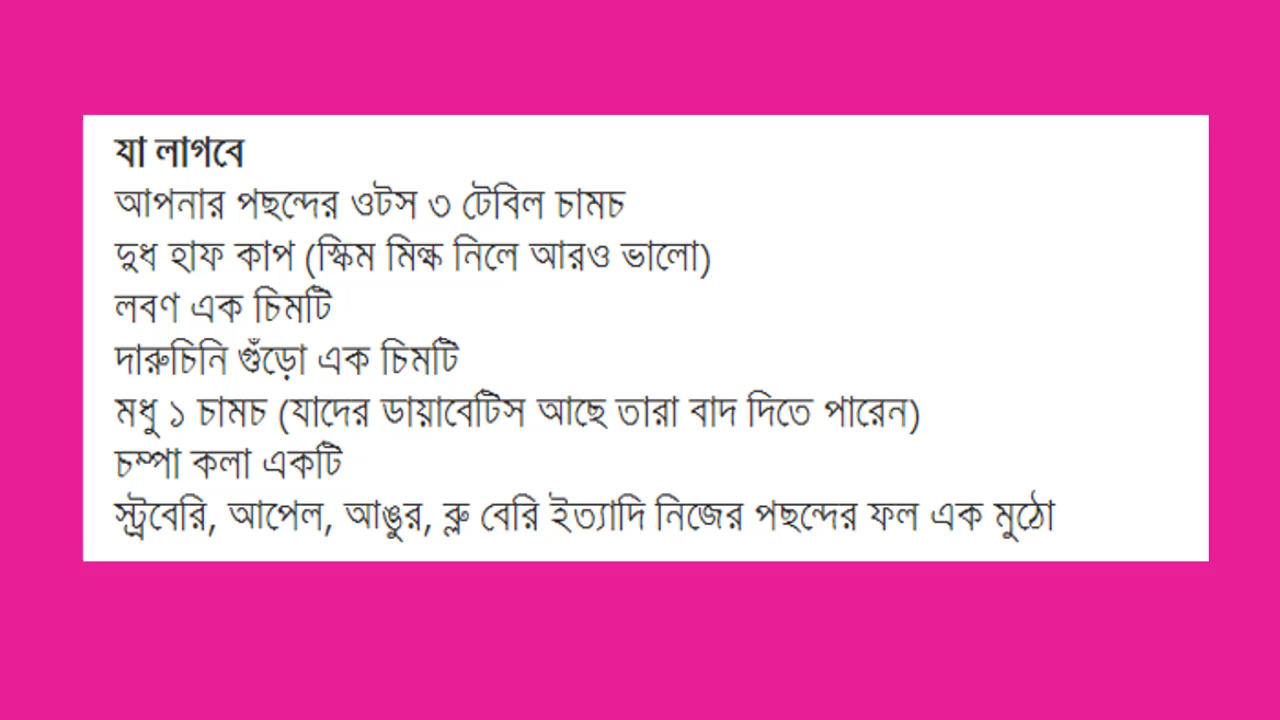 যা লাগবে
আপনার পছন্দের ওটস ৩ টেবিল চামচ
দুধ হাফ কাপ (স্কিম মিল্ক নিলে আরও ভালো)
লবণ এক চিমটি
দারুচিনি গুঁড়ো এক চিমটি
মধু ১ চামচ (যাদের ডায়াবেটিস আছে তারা বাদ দিতে পারেন)
চম্পা কলা একটি
স্ট্রবেরি, আপেল, আঙুর, ব্লু বেরি ইত্যাদি নিজের পছন্দের ফল এক মুঠো